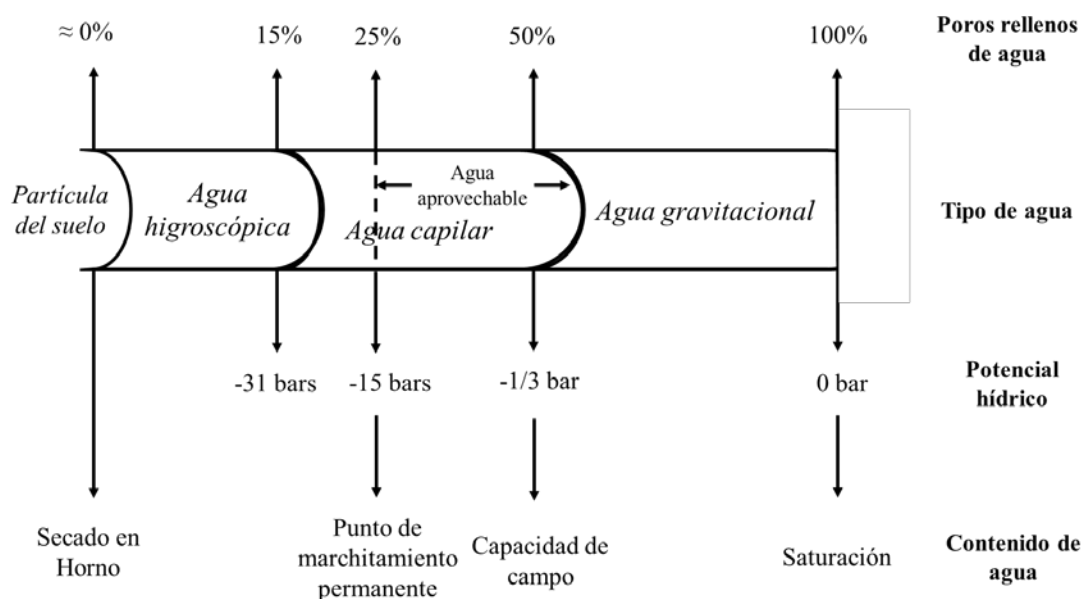 ≈ 0%
15%
25%
50%
100%
Poros rellenos
de agua
Partícula
del suelo
Agua
higroscópica
Agua
aprovechable
Agua capilar
Agua gravitacional
Tipo de agua
-31 bars
-15 bars
-1/3 bar
0 bar
Potencial
hídrico
Secado en
Horno
Punto de
marchitamiento
permanente
Capacidad de
campo
Saturación
Contenido de
agua